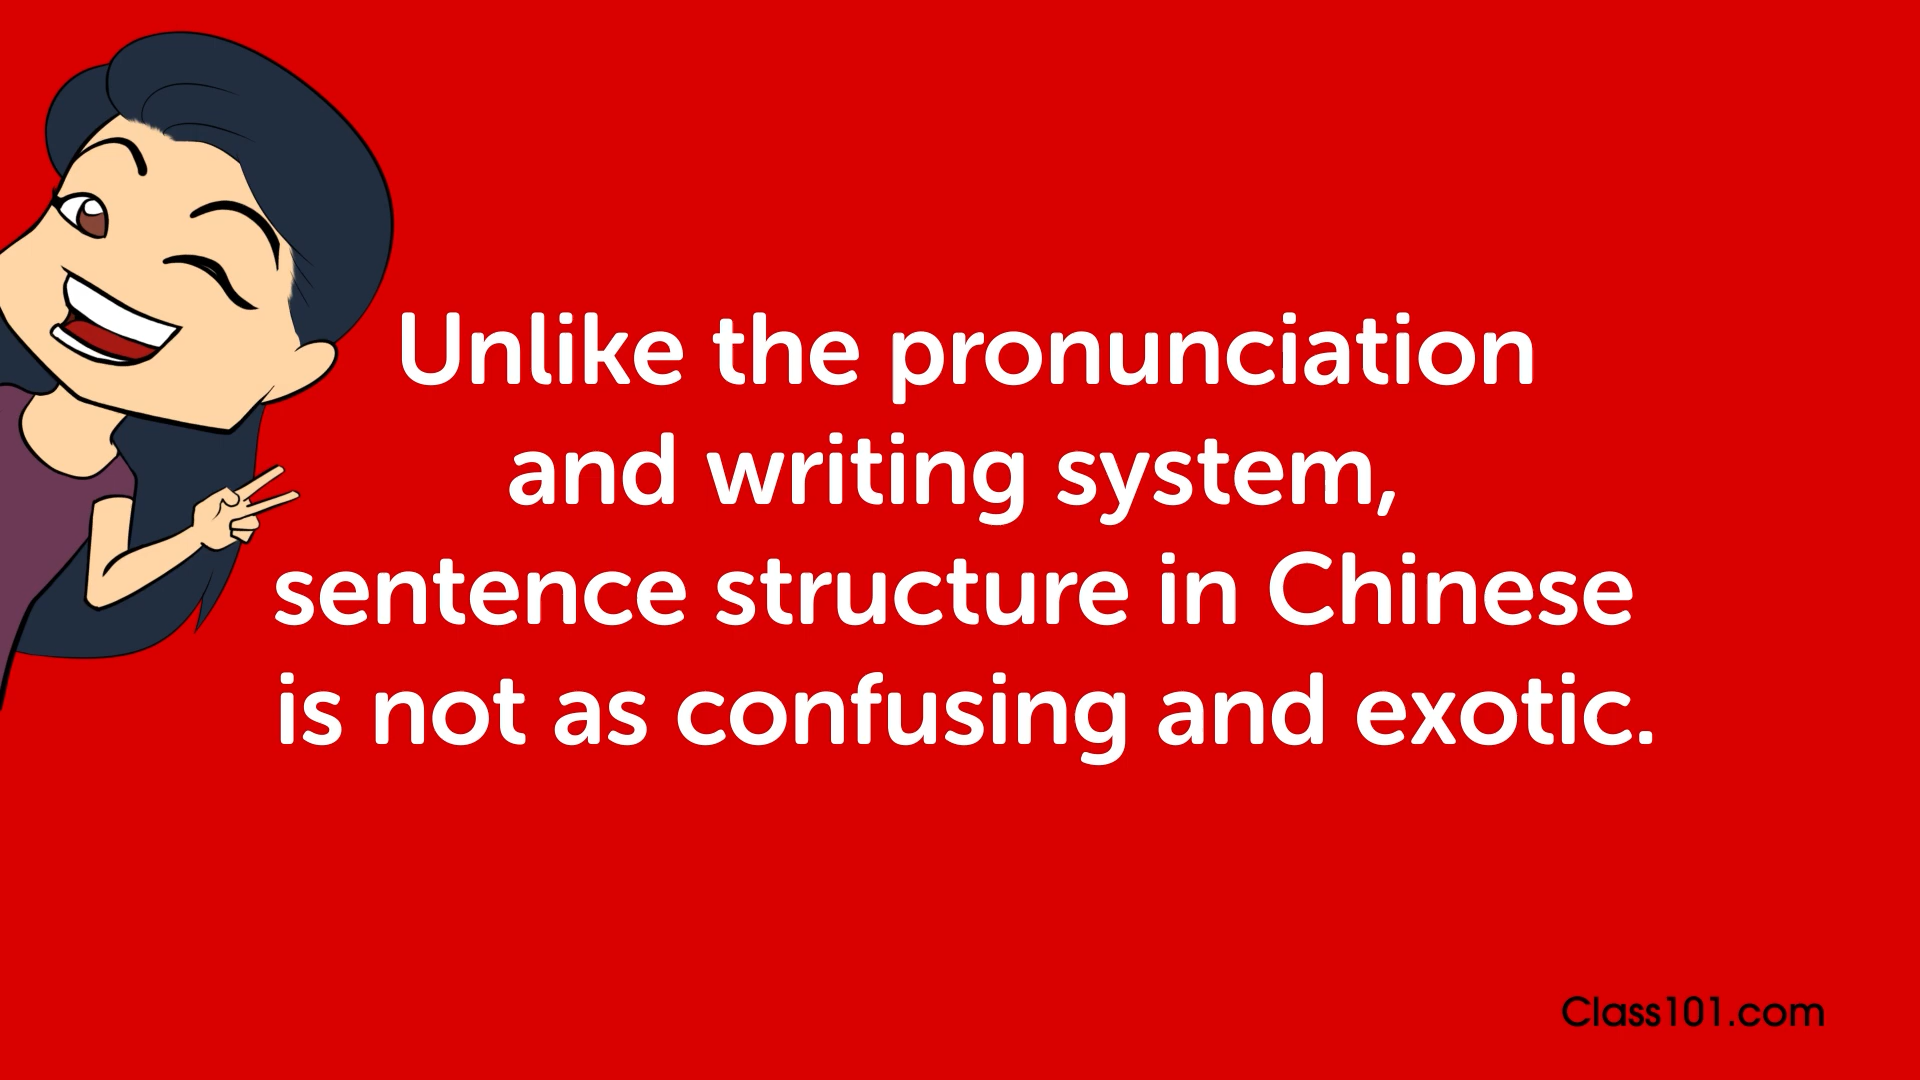 Unlike the pronunciation
and writing system,
sentence structure in Chinese
is not as confusing and exotic.
Class101.com